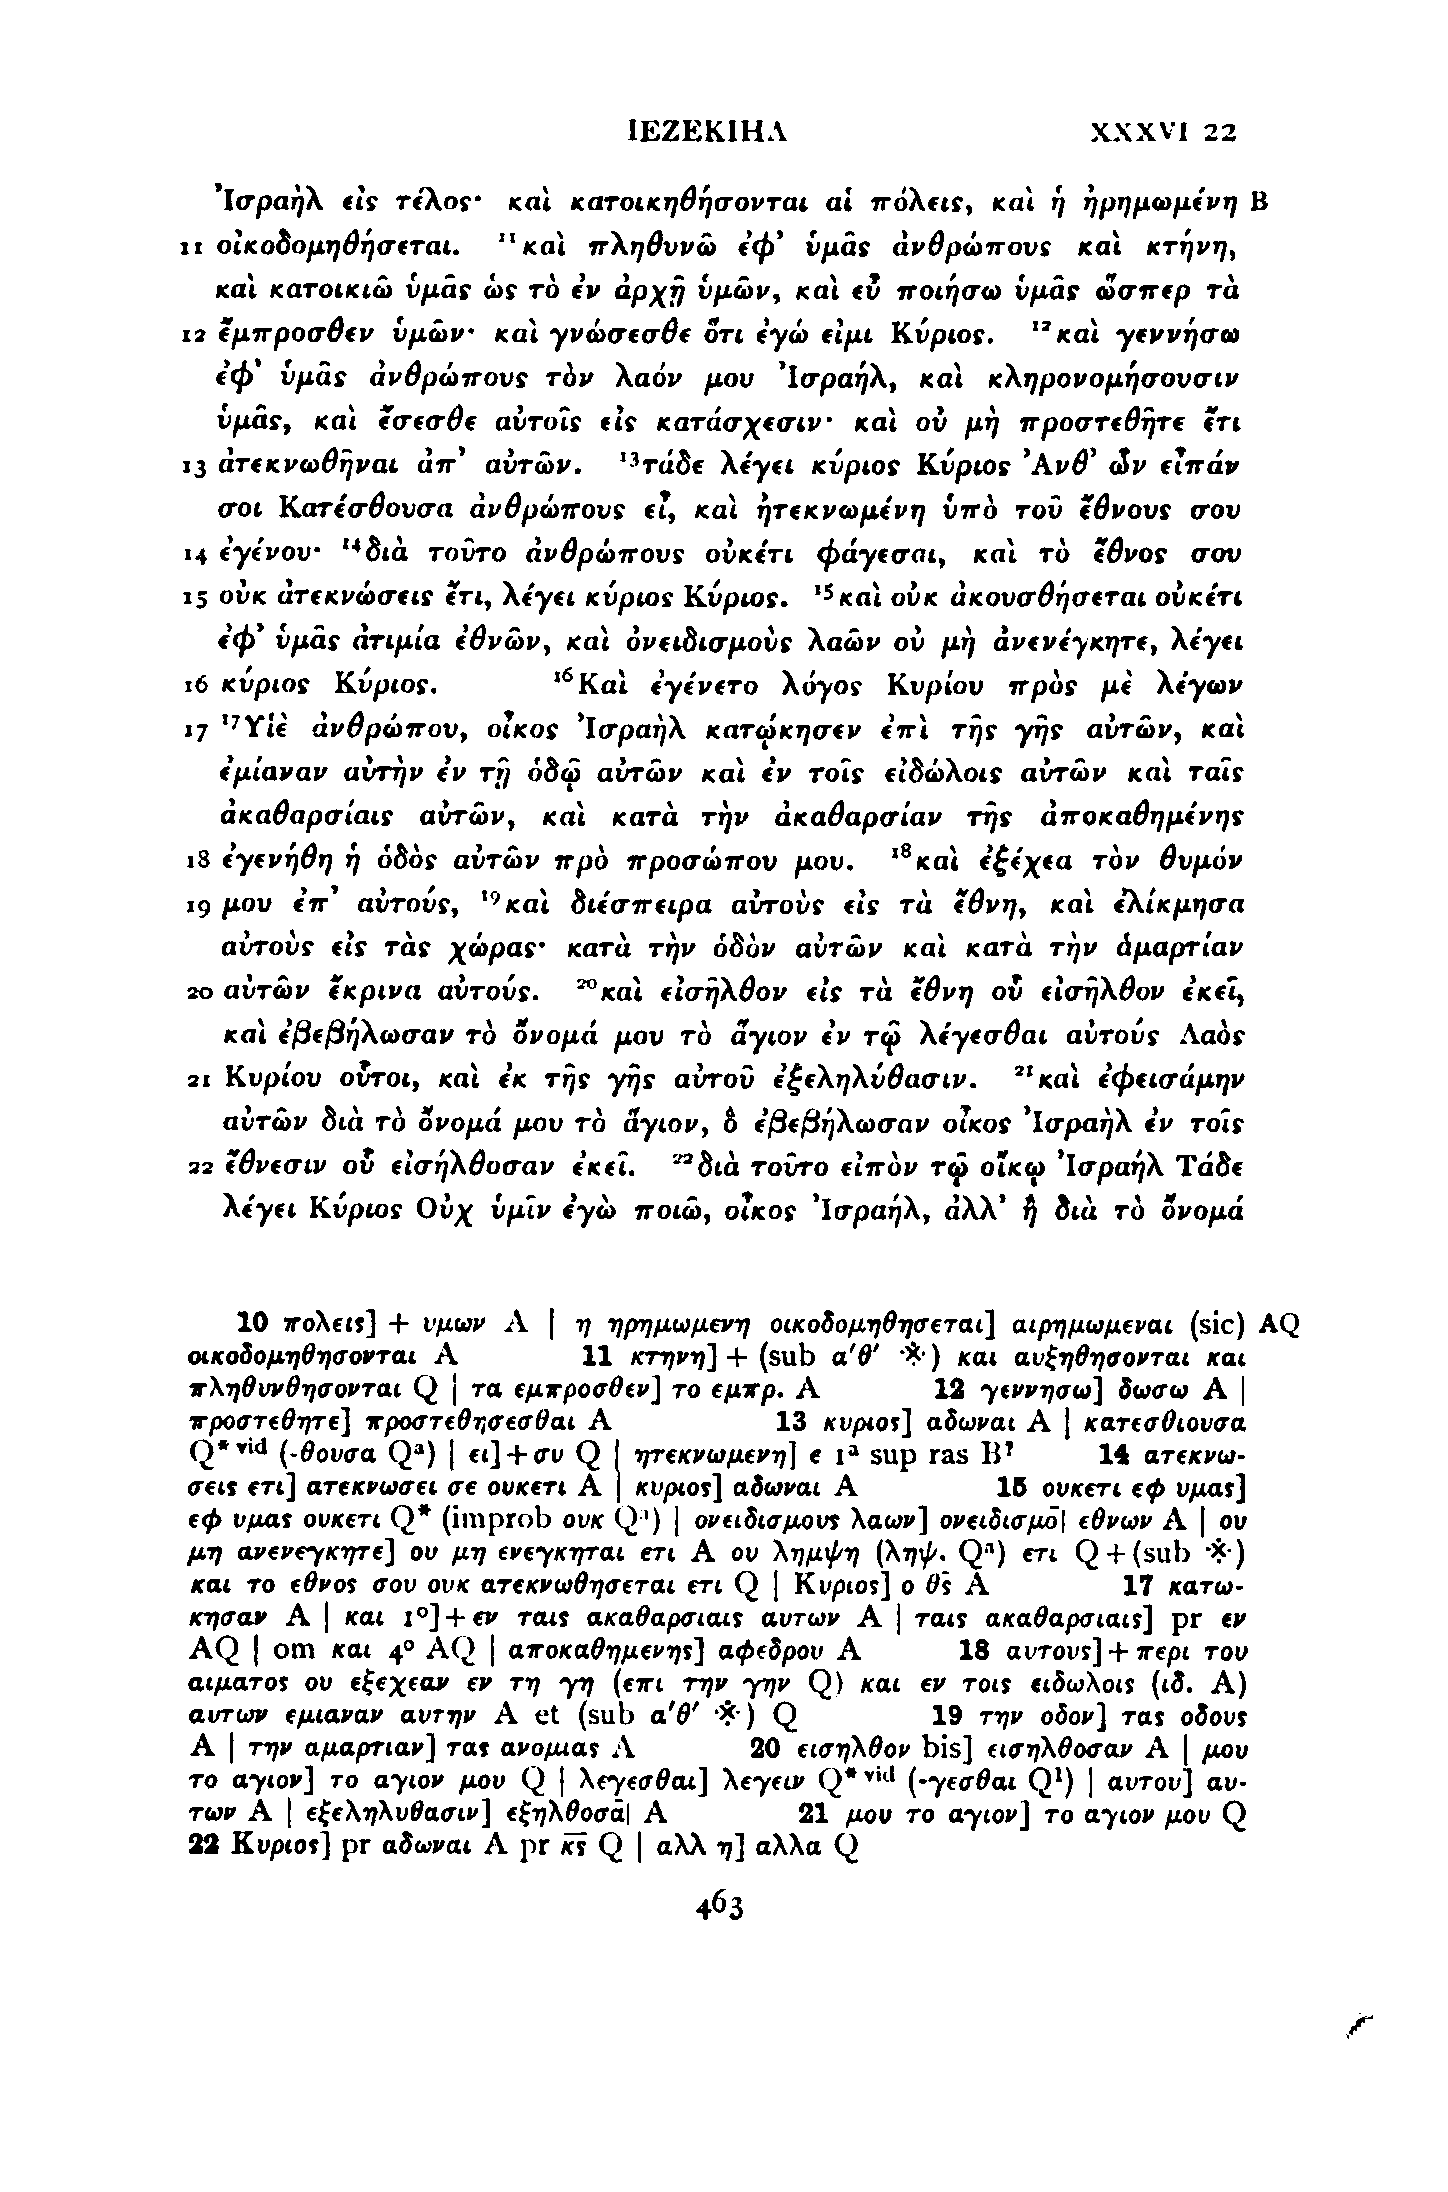 ΙΕΖΕΚΙΗΛ XXXVI 22
Ἰσραὴλ εἰς τέλος· καὶ κατοικηθήσονται αἱ πόλεις, καὶ ἡ ἠρημωμένη B
11 οἰκοδομηθήσεται. ¹¹καὶ πληθυνῶ ἐφ’ ὑμᾶς ἀνθρώπους καὶ κτήνη,
καὶ κατοικιῶ ὑμᾶς ὡς τὸ ἐν ἀρχῇ ὑμῶν, καὶ εὖ ποιήσω ὑμᾶς ὥσπερ τὰ
12 ἔμπροσθεν ὑμῶν· καὶ γνώσεσθε ὅτι ἐγώ εἰμι Κύριος. ¹²καὶ γεννήσω
ἐφ’ ὑμᾶς ἀνθρώπους τὸν λαόν μου Ἰσραήλ, καὶ κληρονομήσουσιν
ὑμᾶς, καὶ ἔσεσθε αὐτοῖς εἰς κατάσχεσιν· καὶ οὐ μὴ προστεθῆτε ἔτι
13 ἀτεκνωθῆναι ἀπ’ αὐτῶν. ¹³τάδε λέγει κύριος Κύριος Ἀνθ’ ὧν εἶπάν
σοι Κατέσθουσα ἀνθρώπους εἶ, καὶ ἠτεκνωμένη ὑπὸ τοῦ ἔθνους σου
14 ἐγένου· ¹⁴διὰ τοῦτο ἀνθρώπους οὐκέτι φάγεσαι, καὶ τὸ ἔθνος σου
15 οὐκ ἀτεκνώσεις ἔτι, λέγει κύριος Κύριος. ¹⁵καὶ οὐκ ἀκουσθήσεται οὐκέτι
ἐφ’ ὑμᾶς ἀτιμία ἐθνῶν, καὶ ὀνειδισμοὺς λαῶν οὐ μὴ ἀνενέγκητε, λέγει
16 κύριος Κύριος. ¹⁶Καὶ ἐγένετο λόγος Κυρίου πρὸς μὲ λέγων
17 ¹⁷Υἱὲ ἀνθρώπου, οἶκος Ἰσραὴλ κατῴκησεν ἐπὶ τῆς γῆς αὐτῶν, καὶ
ἐμίαναν αὐτὴν ἐν τῇ ὁδῷ αὐτῶν καὶ ἐν τοῖς εἰδώλοις αὐτῶν καὶ ταῖς
ἀκαθαρσίαις αὐτῶν, καὶ κατὰ τὴν ἀκαθαρσίαν τῆς ἀποκαθημένης
18 ἐγενήθη ἡ ὁδὸς αὐτῶν πρὸ προσώπου μου. ¹⁸καὶ ἐξέχεα τὸν θυμόν
19 μου ἐπ’ αὐτούς, ¹⁹καὶ διέσπειρα αὐτοὺς εἰς τὰ ἔθνη, καὶ ἐλίκμησα
αὐτοὺς εἰς τὰς χώρας· κατὰ τὴν ὁδὸν αὐτῶν καὶ κατὰ τὴν ἁμαρτίαν
20 αὐτῶν ἔκρινα αὐτούς. ²⁰καὶ εἰσῆλθον εἰς τὰ ἔθνη οὗ εἰσῆλθον ἐκεῖ,
καὶ ἐβεβήλωσαν τὸ ὄνομά μου τὸ ἅγιον ἐν τῷ λέγεσθαι αὐτούς Λαὸς
21 Κυρίου οὗτοι, καὶ ἐκ τῆς γῆς αὐτοῦ ἐξεληλύθασιν. ²¹καὶ ἐφεισάμην
αὐτῶν διὰ τὸ ὄνομά μου τὸ ἅγιον, ὃ ἐβεβήλωσαν οἶκος Ἰσραὴλ ἐν τοῖς
22 ἔθνεσιν οὗ εἰσήλθοσαν ἐκεῖ. ²²διὰ τοῦτο εἰπὸν τῷ οἴκῳ Ἰσραήλ Τάδε
λέγει Κύριος Οὐχ ὑμῖν ἐγὼ ποιῶ, οἶκος Ἰσραήλ, ἀλλ’ ἢ διὰ τὸ ὄνομά
10 πολεις] + υμων A | η ηρημωμενη οικοδομηθησεται] αιρημωμεναι (sic) AQ
οικοδομηθησονται A 11 κτηνη] + (sub α′θ′ ※) και αυξηθησονται και
πληθυνθησονται Q | τα εμπροσθεν] το εμπρ. A 12 γεννησω] δωσω A |
προστεθητε] προστεθησεσθαι A 13 κυριος] αδωναι A | κατεσθιουσα
Q* ᵛⁱᵈ (-θουσα Qᵃ) | ει] + συ Q | ητεκνωμενη] ε 1ᵃ sup ras B? 14 ατεκνω-
σεις ετι] ατεκνωσει σε ουκετι A | κυριος] αδωναι A 15 ουκετι εφ υμας]
εφ υμας ουκετι Q* (improb ουκ Qᵃ) | ονειδισμους λαων] ονειδισμο̄| εθνων A | ου
μη ανενεγκητε] ου μη ενεγκηται ετι A ου λημψη (ληψ. Qᵃ) ετι Q + (sub ※)
και το εθνος σου ουκ ατεκνωθησεται ετι Q | Κυριος] ο θ̄ς̄ A 17 κατω-
κησαν A | και 1°] + εν ταις ακαθαρσιαις αυτων A | ταις ακαθαρσιαις] pr εν
AQ | om και 4° AQ | αποκαθημενης] αφεδρου A 18 αυτους] + περι του
αιματος ου εξεχεαν εν τη γη (επι την γην Q) και εν τοις ειδωλοις (ιδ. A)
αυτων εμιαναν αυτην A et (sub α′θ′ ※) Q 19 την οδον] τας οδους
A | την αμαρτιαν] τας ανομιας A 20 εισηλθον bis] εισηλθοσαν A | μου
το αγιον] το αγιον μου Q | λεγεσθαι] λεγειν Q* ᵛⁱᵈ (-γεσθαι Q¹) | αυτου] αυ-
των A | εξεληλυθασιν] εξηλθοσᾱ| A 21 μου το αγιον] το αγιον μου Q
22 Κυριος] pr αδωναι A pr κ̄ς̄ Q | αλλ η] αλλα Q
463